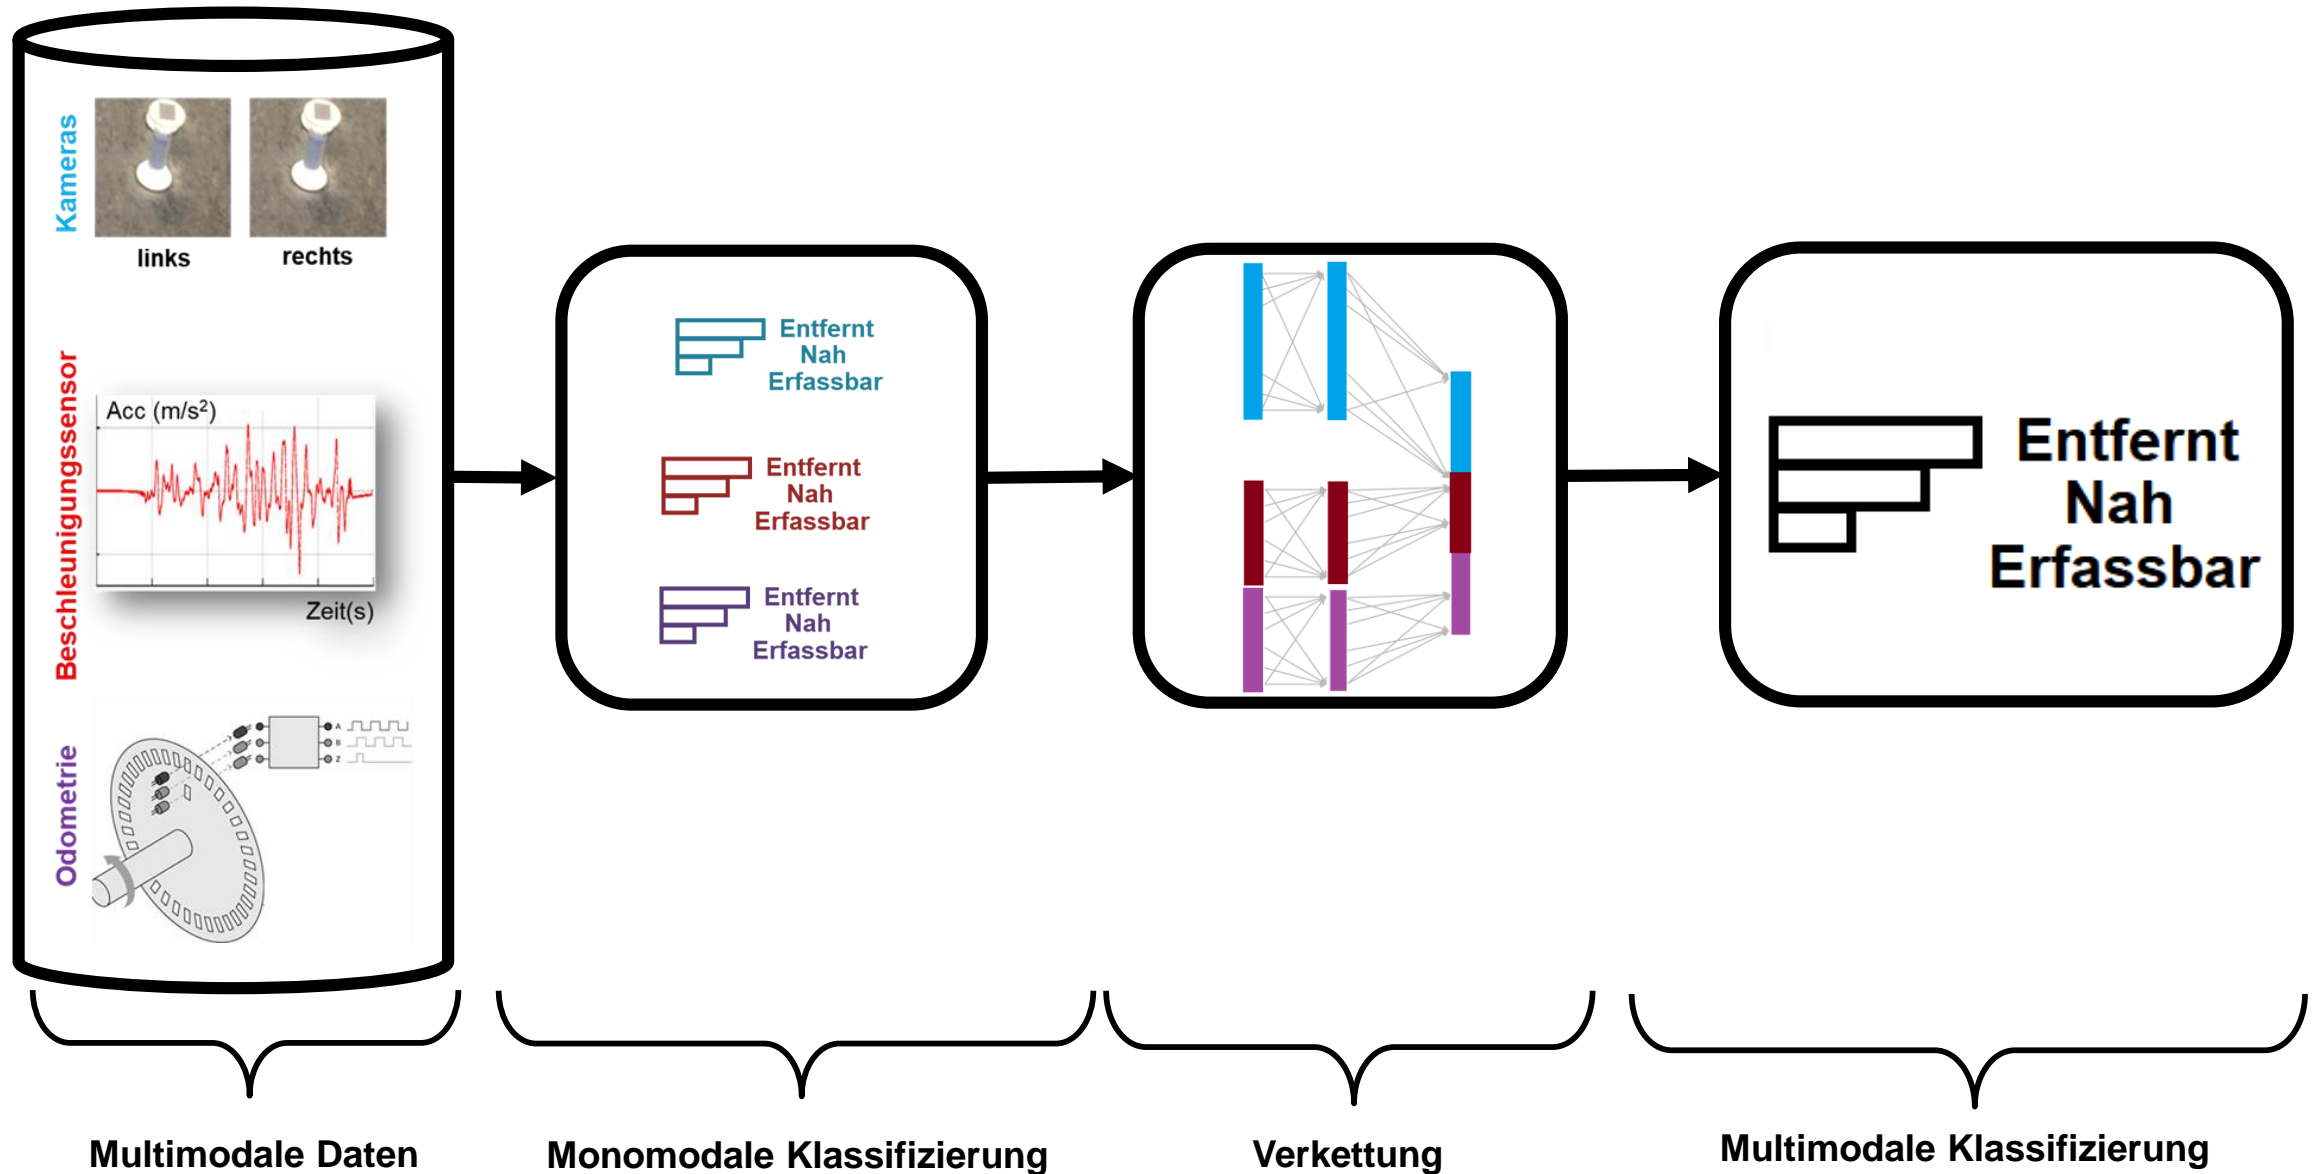 Kameras
links
rechts
Beschleunigungssensor
Acc (m/s²)
Zeit(s)
Odometrie
A
B
Z
Entfernt
Nah
Erfassbar
Entfernt
Nah
Erfassbar
Entfernt
Nah
Erfassbar
Entfernt
Nah
Erfassbar
Multimodale Daten
Monomodale Klassifizierung
Verkettung
Multimodale Klassifizierung